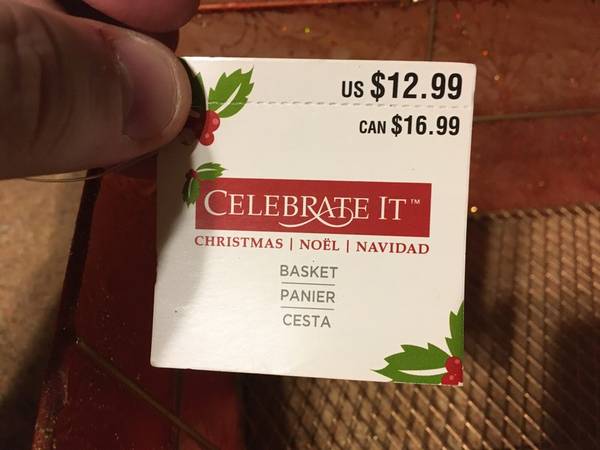 US $12.99
CAN $16.99
CELEBRATE IT™
CHRISTMAS | NOËL | NAVIDAD
BASKET
PANIER
CESTA